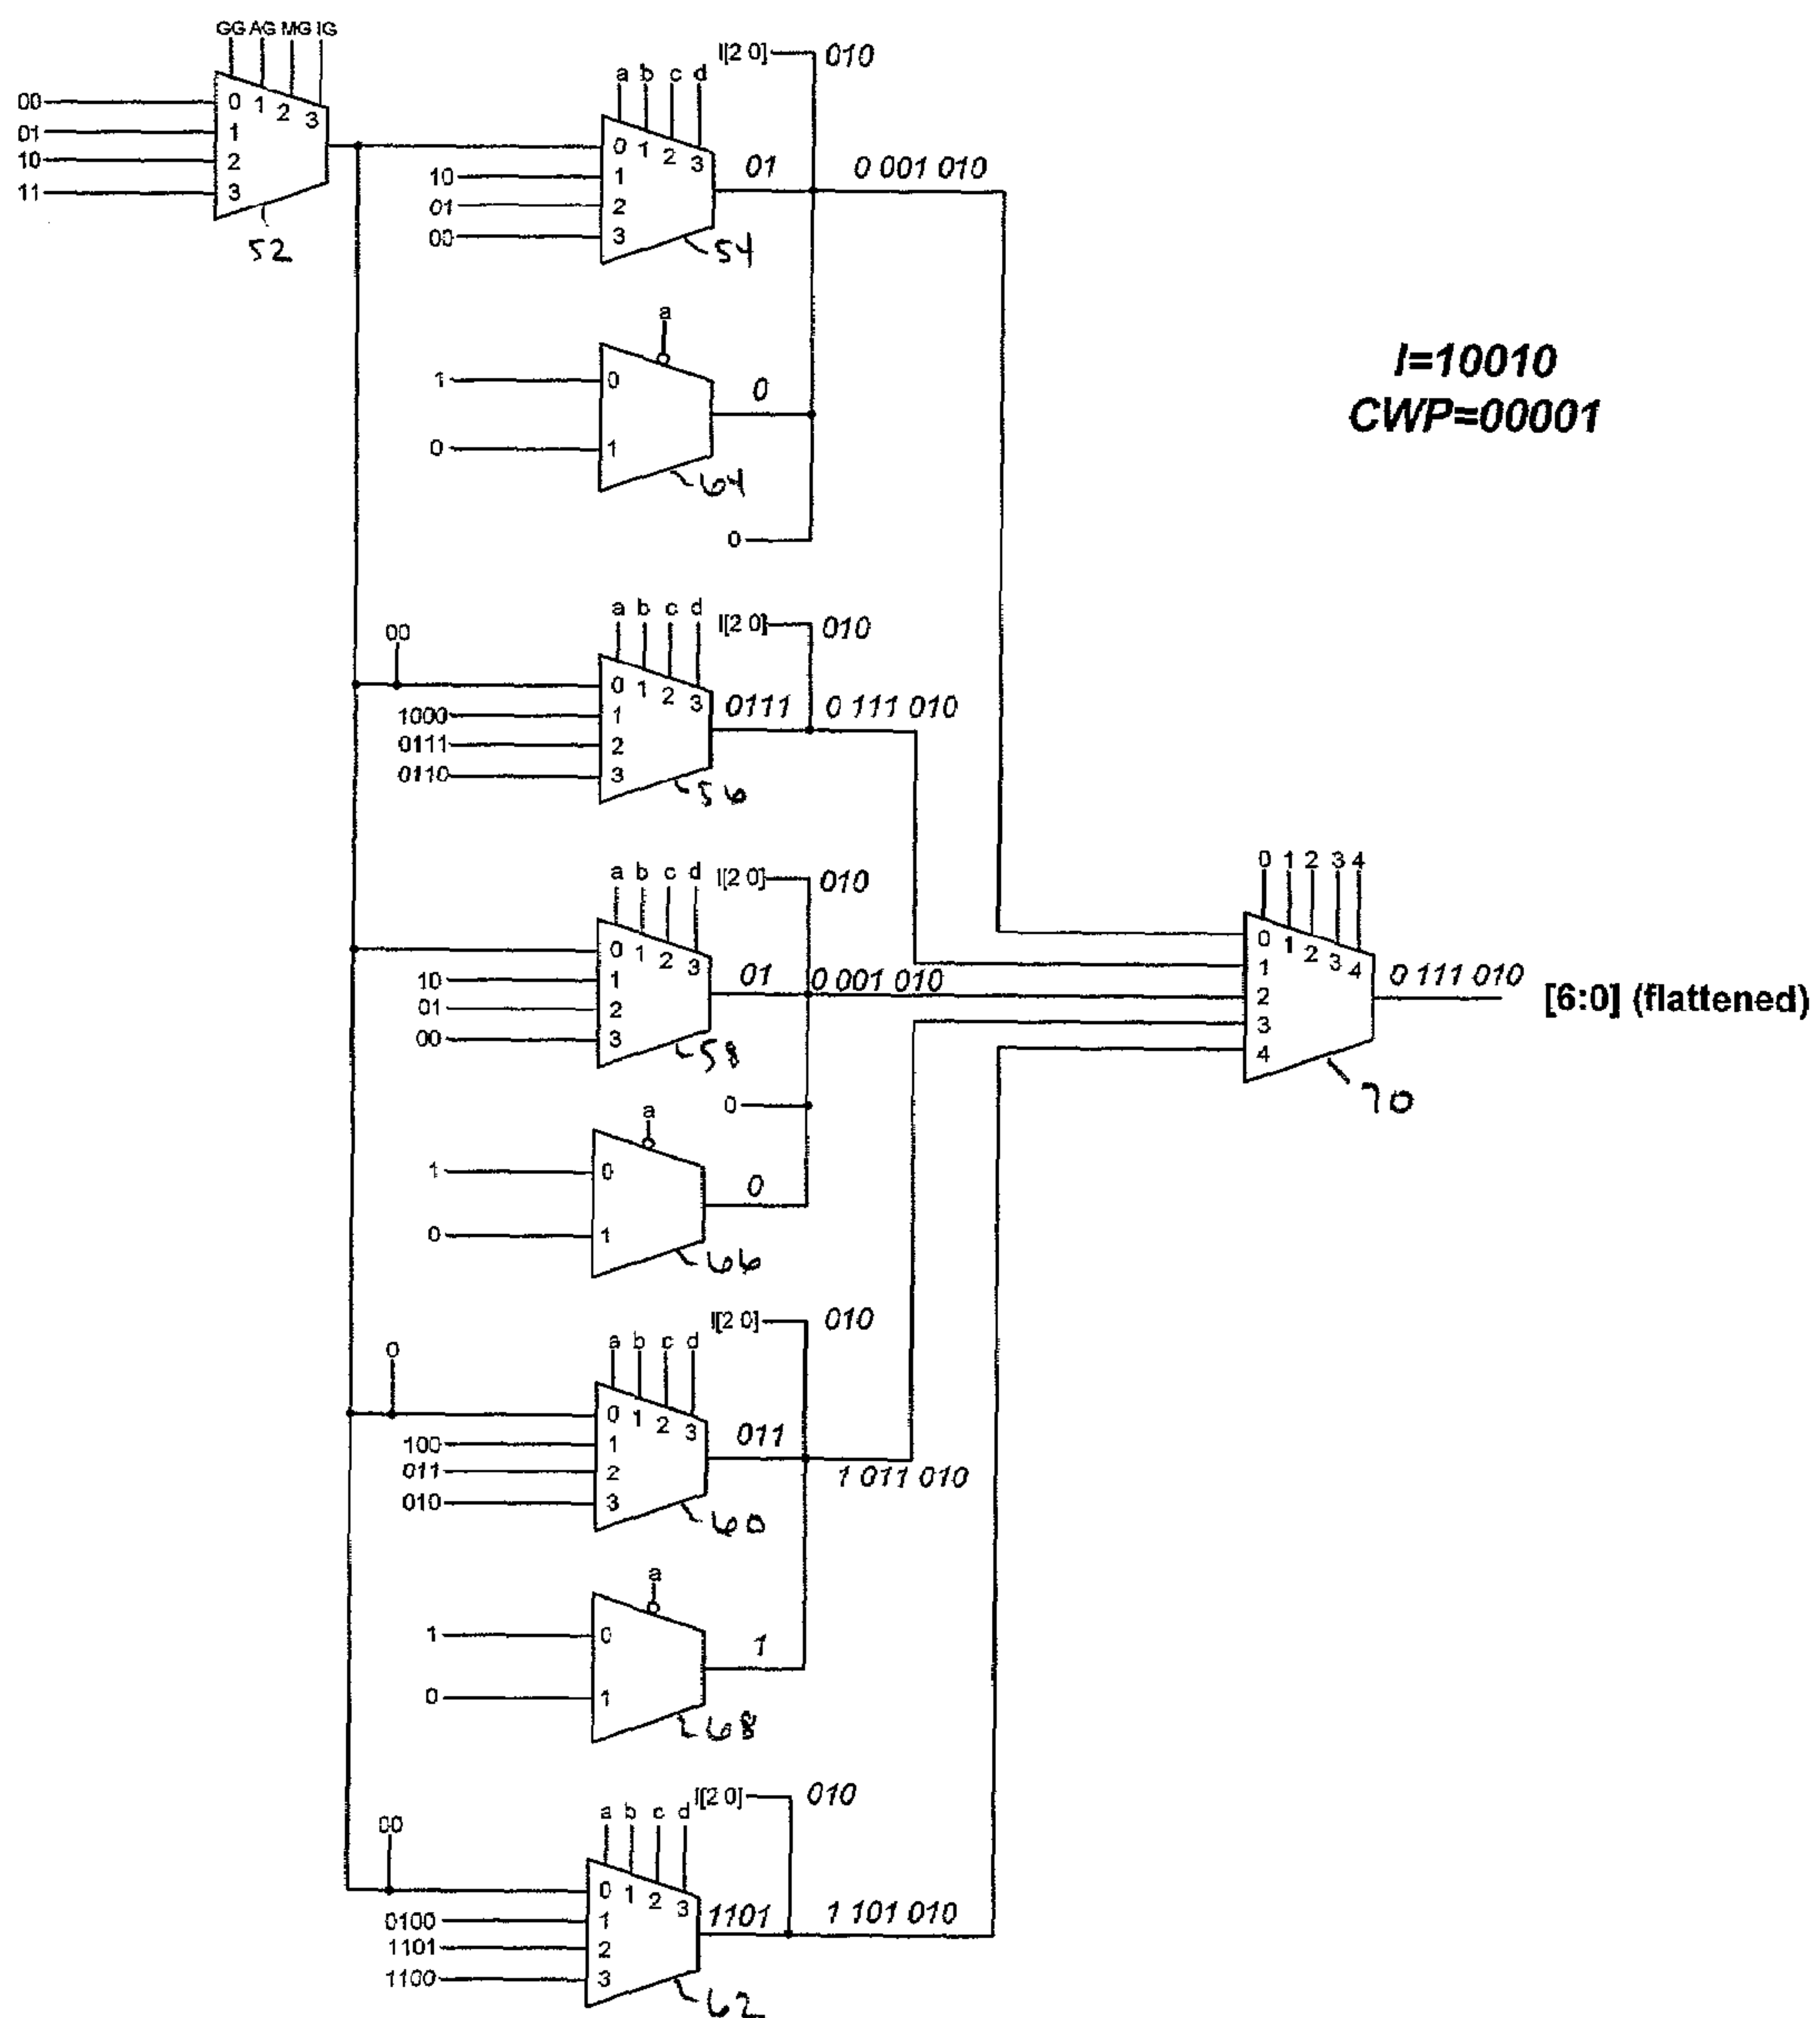 GG AG MG IG
00 0 1 2 3
01 1
10 2
11 3
52
a b c d
I[2 0] 010
0 1 2 3
10 1
01 2
00 3
01
0 001 010
54
a
1 0
0 1
0
64
0
I=10010
CWP=00001
00
a b c d
I[2 0] 010
0 1 2 3
1000 1
0111 2
0110 3
0111
0 111 010
56
a b c d
I[2 0] 010
0 1 2 3
10 1
01 2
00 3
01
0 001 010
58
0
a
1 0
0 1
0
66
0
a b c d
I[2 0] 010
0 1 2 3
100 1
011 2
010 3
011
1 011 010
60
a
1 0
0 1
1
68
00
a b c d
I[2 0] 010
0 1 2 3
0100 1
1101 2
1100 3
1101
1 101 010
62
0 1 2 3 4
0 1 2 3 4
1
2
3
4
0 111 010
[6:0] (flattened)
70